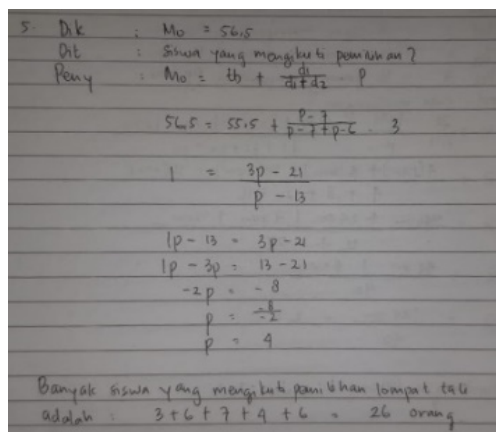 5. Dik : Mo = 56.5
Dit : Siswa yang mengikuti pemilihan?
Peny : Mo = tb + d1/(d1+d2) . P
56.5 = 55.5 + (p-7)/(p-7+p-6) . 3
1 = (3p - 21)/(p - 13)
1p - 13 = 3p - 21
1p - 3p = 13 - 21
-2p = -8
p = -8/-2
p = 4
Banyak siswa yang mengikuti pemilihan lompat tali
adalah : 3 + 6 + 7 + 4 + 6 = 26 orang